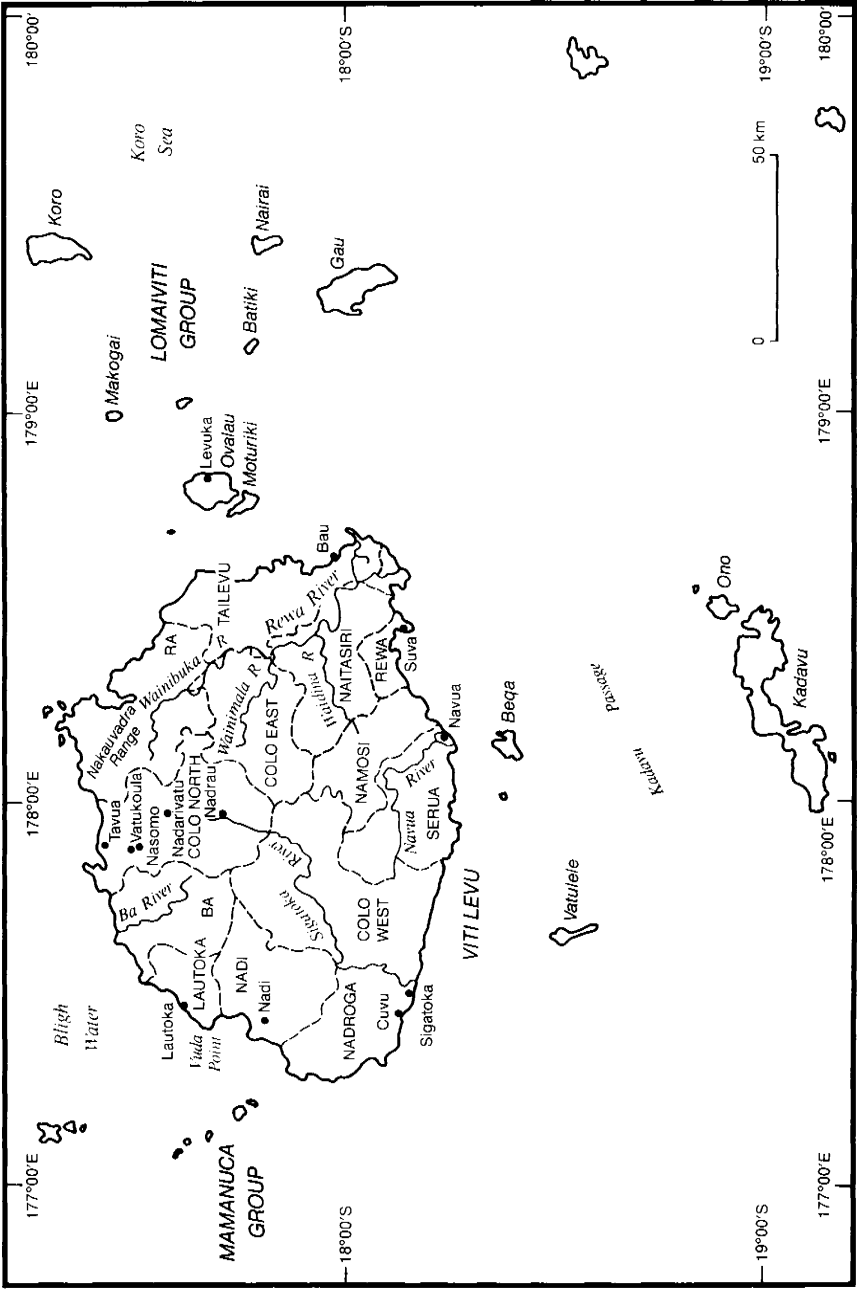 177°00'E
178°00'E
179°00'E
180°00'
Bligh
Water
Koro
Sea
Koro
Makogai
LOMAIVITI
GROUP
Nairai
Batiki
Gau
Levuka
Ovalau
Moturiki
Tavua
Vatukoula
Nasomo
Nadarivatu
COLO NORTH
Nadrau
Nakauvadra
Range
Wainibuka R
RA
TAILEVU
Wainimala R
Rewa River
Bau
Ba River
BA
Lautoka
LAUTOKA
Vuda
Point
NADI
Nadi
MAMANUCA
GROUP
Sigatoka
River
COLO EAST
Waidina R
NAITASIRI
REWA
Suva
NAMOSI
Navua
Navua
River
SERUA
COLO
WEST
NADROGA
Cuvu
Sigatoka
VITI LEVU
Vatulele
Beqa
Kadavu
Passage
Ono
Kadavu
18°00'S
18°00'S
19°00'S
19°00'S
0
50 km
177°00'E
178°00'E
179°00'E
180°00'